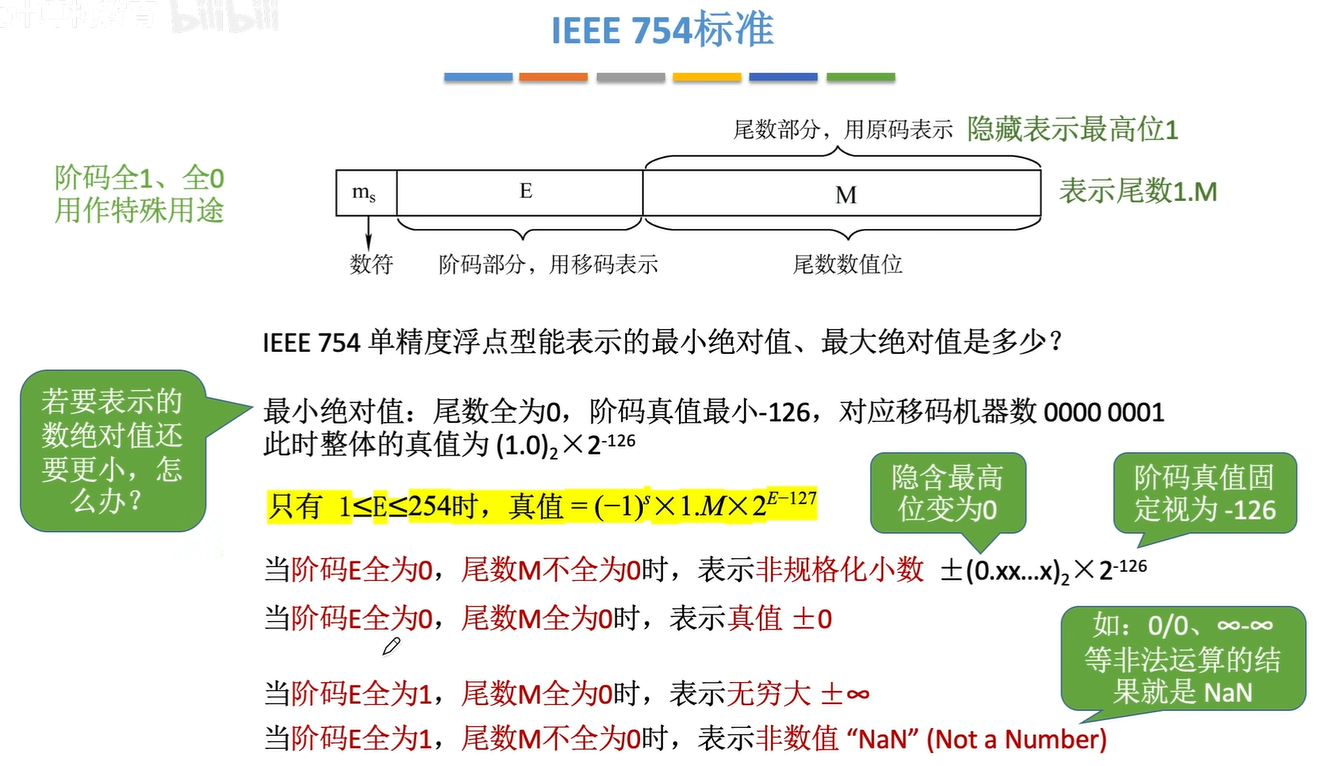 bilibili
IEEE 754标准
尾数部分，用原码表示 隐藏表示最高位1
阶码全1、全0
用作特殊用途
mₛ E M
表示尾数1.M
数符 阶码部分，用移码表示 尾数数值位
IEEE 754 单精度浮点型能表示的最小绝对值、最大绝对值是多少？
若要表示的
数绝对值还
要更小，怎
么办？
最小绝对值：尾数全为0，阶码真值最小-126，对应移码机器数 0000 0001
此时整体的真值为 (1.0)₂×2⁻¹²⁶
隐含最高
位变为0
阶码真值固
定视为 -126
只有 1≤E≤254时，真值 = (−1)ˢ×1.M×2ᴱ⁻¹²⁷
当阶码E全为0，尾数M不全为0时，表示非规格化小数 ±(0.xx...x)₂×2⁻¹²⁶
当阶码E全为0，尾数M全为0时，表示真值 ±0
如：0/0、∞-∞
等非法运算的结
果就是 NaN
当阶码E全为1，尾数M全为0时，表示无穷大 ±∞
当阶码E全为1，尾数M不全为0时，表示非数值 “NaN” (Not a Number)